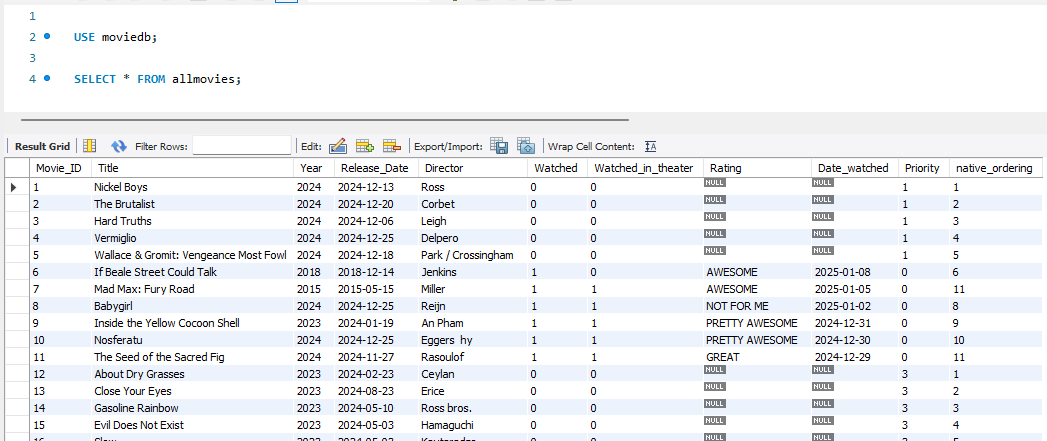 1
2 USE moviedb;
3
4 SELECT * FROM allmovies;
Result Grid Filter Rows: Edit: Export/Import: Wrap Cell Content: IA
Movie_ID Title Year Release_Date Director Watched Watched_in_theater Rating Date_watched Priority native_ordering
1 Nickel Boys 2024 2024-12-13 Ross 0 0 NULL NULL 1 1
2 The Brutalist 2024 2024-12-20 Corbet 0 0 NULL NULL 1 2
3 Hard Truths 2024 2024-12-06 Leigh 0 0 NULL NULL 1 3
4 Vermiglio 2024 2024-12-25 Delpero 0 0 NULL NULL 1 4
5 Wallace & Gromit: Vengeance Most Fowl 2024 2024-12-18 Park / Crossingham 0 0 NULL NULL 1 5
6 If Beale Street Could Talk 2018 2018-12-14 Jenkins 1 0 AWESOME 2025-01-08 0 6
7 Mad Max: Fury Road 2015 2015-05-15 Miller 1 1 AWESOME 2025-01-05 0 11
8 Babygirl 2024 2024-12-25 Reijn 1 1 NOT FOR ME 2025-01-02 0 8
9 Inside the Yellow Cocoon Shell 2023 2024-01-19 An Pham 1 1 PRETTY AWESOME 2024-12-31 0 9
10 Nosferatu 2024 2024-12-25 Eggers hy 1 1 PRETTY AWESOME 2024-12-30 0 10
11 The Seed of the Sacred Fig 2024 2024-11-27 Rasoulof 1 1 GREAT 2024-12-29 0 11
12 About Dry Grasses 2023 2024-02-23 Ceylan 0 0 NULL NULL 3 1
13 Close Your Eyes 2023 2024-08-23 Erice 0 0 NULL NULL 3 2
14 Gasoline Rainbow 2023 2024-05-10 Ross bros. 0 0 NULL NULL 3 3
15 Evil Does Not Exist 2023 2024-05-03 Hamaguchi 0 0 NULL NULL 3 4